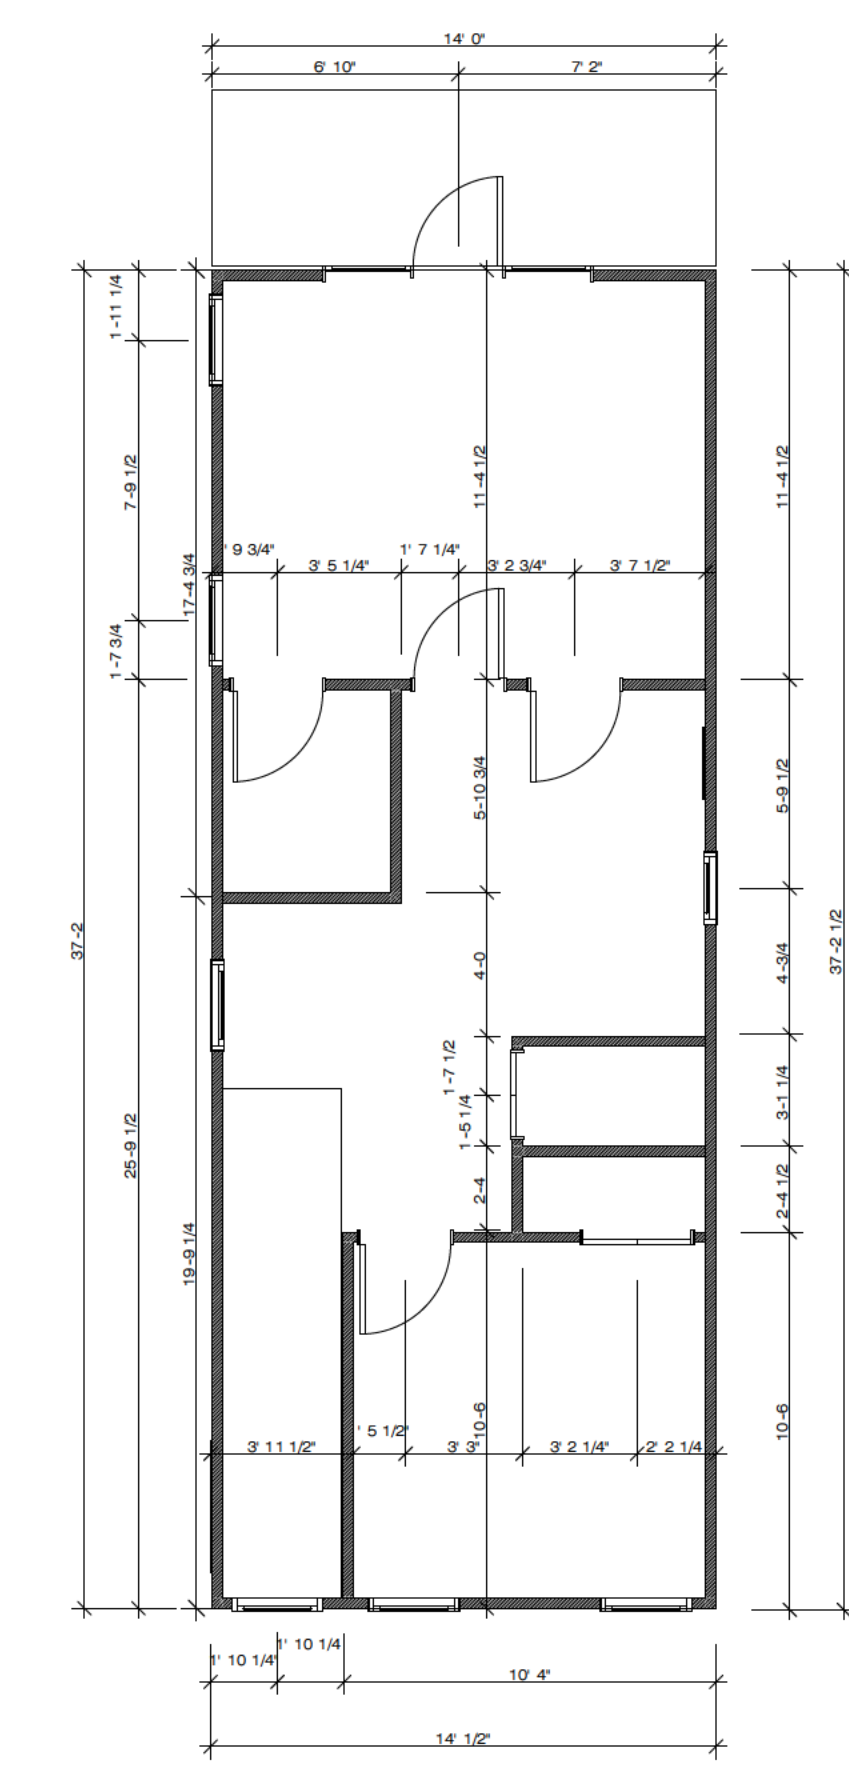 14' 0"
6' 10"
7' 2"
1 -11 1/4
7-9 1/2
11-4 1/2
11-4 1/2
' 9 3/4"
1' 7 1/4"
3' 5 1/4"
3' 2 3/4"
3' 7 1/2"
17-4 3/4
1-7 3/4
5-10 3/4
5-9 1/2
37-2
4-0
4-3/4
37-2 1/2
1-7 1/2
1 -5 1/4
3-1 1/4
25-9 1/2
2-4
2-4 1/2
19-9 1/4
10-6
10-6
' 5 1/2"
3' 11 1/2"
3' 3"
3' 2 1/4"
2' 2 1/4
1' 10 1/4
1' 10 1/4"
10' 4"
14' 1/2"